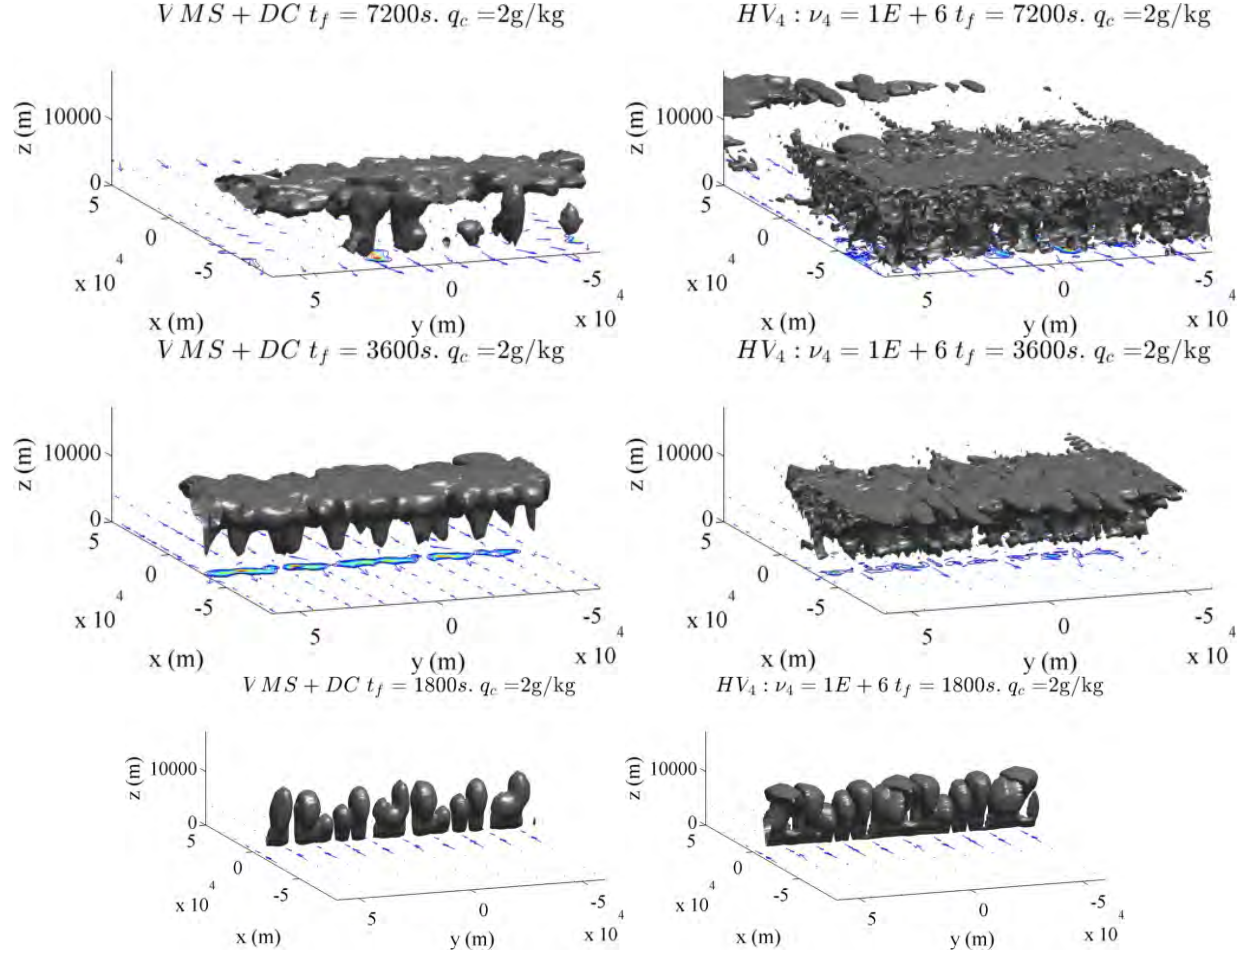 V MS + DC t_f = 7200s. q_c =2g/kg
HV_4 : ν_4 = 1E + 6 t_f = 7200s. q_c =2g/kg
z (m)
10000
0
5
0
-5
x 10^4
x (m)
5
0
-5
x 10^4
y (m)
z (m)
10000
0
5
0
-5
x 10^4
x (m)
5
0
-5
x 10^4
y (m)
V MS + DC t_f = 3600s. q_c =2g/kg
HV_4 : ν_4 = 1E + 6 t_f = 3600s. q_c =2g/kg
z (m)
10000
0
5
0
-5
x 10^4
x (m)
5
0
-5
x 10^4
y (m)
z (m)
10000
0
5
0
-5
x 10^4
x (m)
5
0
-5
x 10^4
y (m)
V MS + DC t_f = 1800s. q_c =2g/kg
HV_4 : ν_4 = 1E + 6 t_f = 1800s. q_c =2g/kg
z (m)
10000
0
5
0
-5
x 10^4
x (m)
5
0
-5
x 10^4
y (m)
z (m)
10000
0
5
0
-5
x 10^4
x (m)
5
0
-5
x 10^4
y (m)